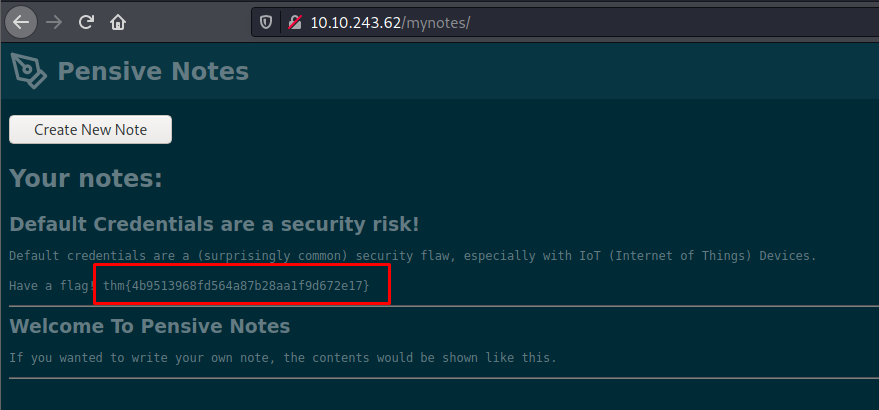 10.10.243.62/mynotes/
Pensive Notes
Create New Note
Your notes:
Default Credentials are a security risk!
Default credentials are a (surprisingly common) security flaw, especially with IoT (Internet of Things) Devices.
Have a flag! thm{4b9513968fd564a87b28aa1f9d672e17}
Welcome To Pensive Notes
If you wanted to write your own note, the contents would be shown like this.